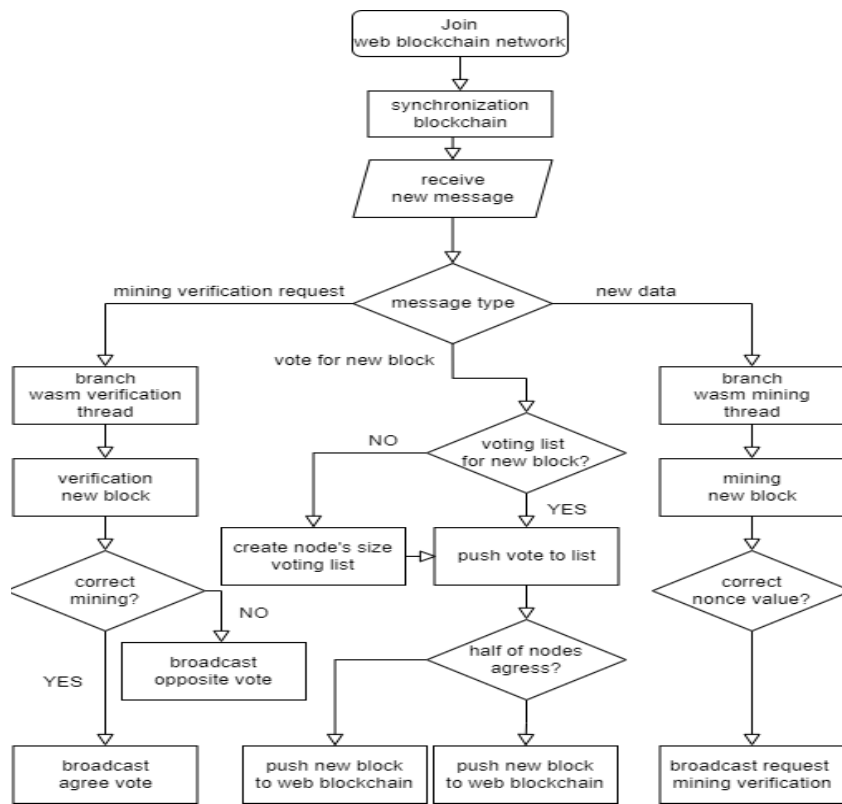 Join
web blockchain network
synchronization
blockchain
receive
new message
message type
mining verification request
new data
vote for new block
branch
wasm verification
thread
branch
wasm mining
thread
voting list
for new block?
NO
YES
verification
new block
mining
new block
create node's size
voting list
push vote to list
correct
mining?
correct
nonce value?
NO
YES
broadcast
opposite vote
half of nodes
agress?
broadcast
agree vote
push new block
to web blockchain
push new block
to web blockchain
broadcast request
mining verification